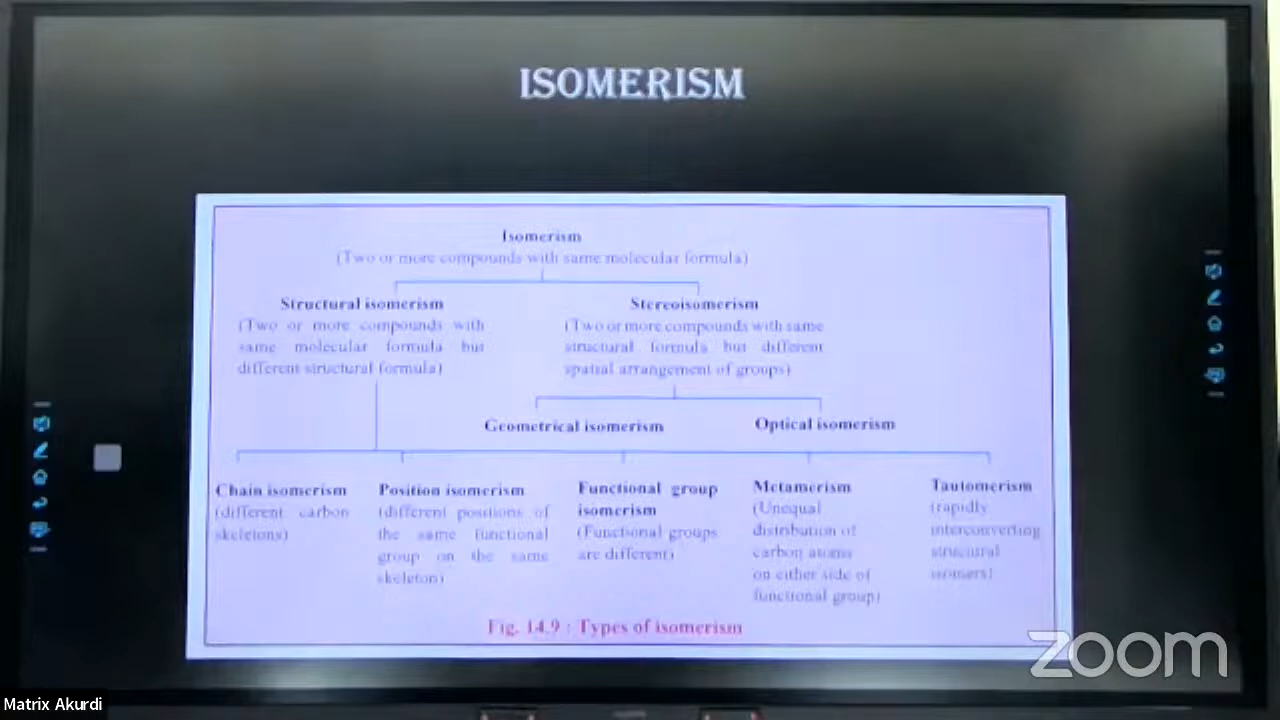 ISOMERISM
Isomerism
(Two or more compounds with same molecular formula)
Structural isomerism
(Two or more compounds with
same molecular formula but
different structural formula)
Stereoisomerism
(Two or more compounds with same
structural formula but different
spatial arrangement of groups)
Geometrical isomerism
Optical isomerism
Chain isomerism
(different carbon
skeletons)
Position isomerism
(different positions of
the same functional
group on the same
skeleton)
Functional group
isomerism
(Functional groups
are different)
Metamerism
(Unequal
distribution of
carbon atoms
on either side of
functional group)
Tautomerism
(rapidly
interconverting
structural
isomers)
Fig. 14.9 : Types of isomerism
zoom
Matrix Akurdi